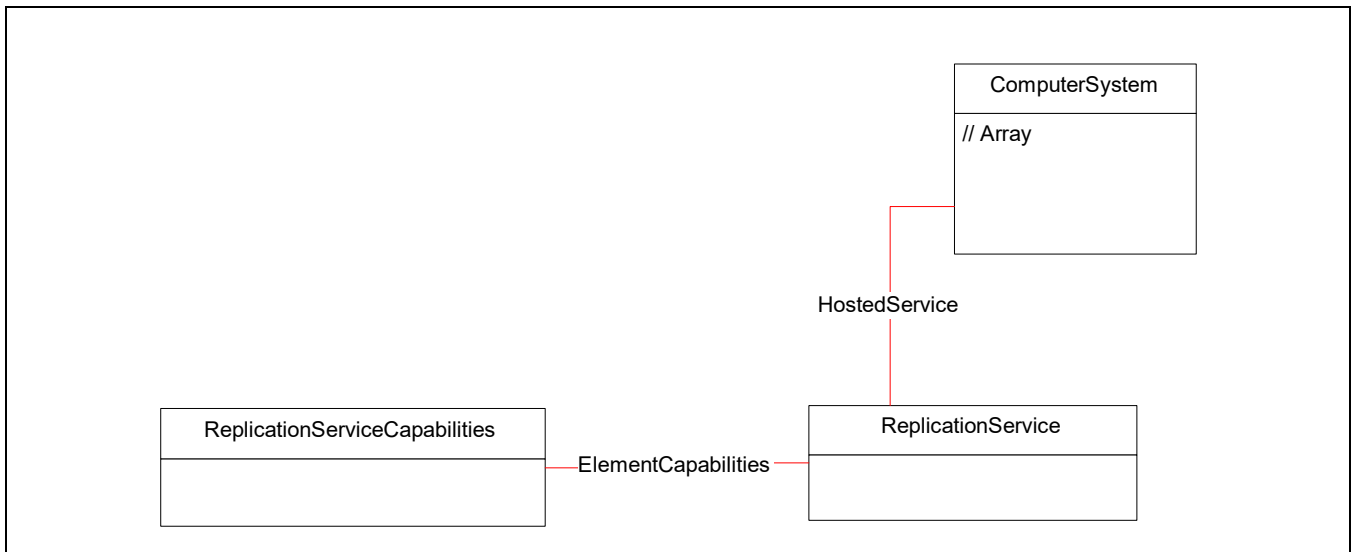 ComputerSystem
// Array
HostedService
ReplicationServiceCapabilities
ReplicationService
ElementCapabilities